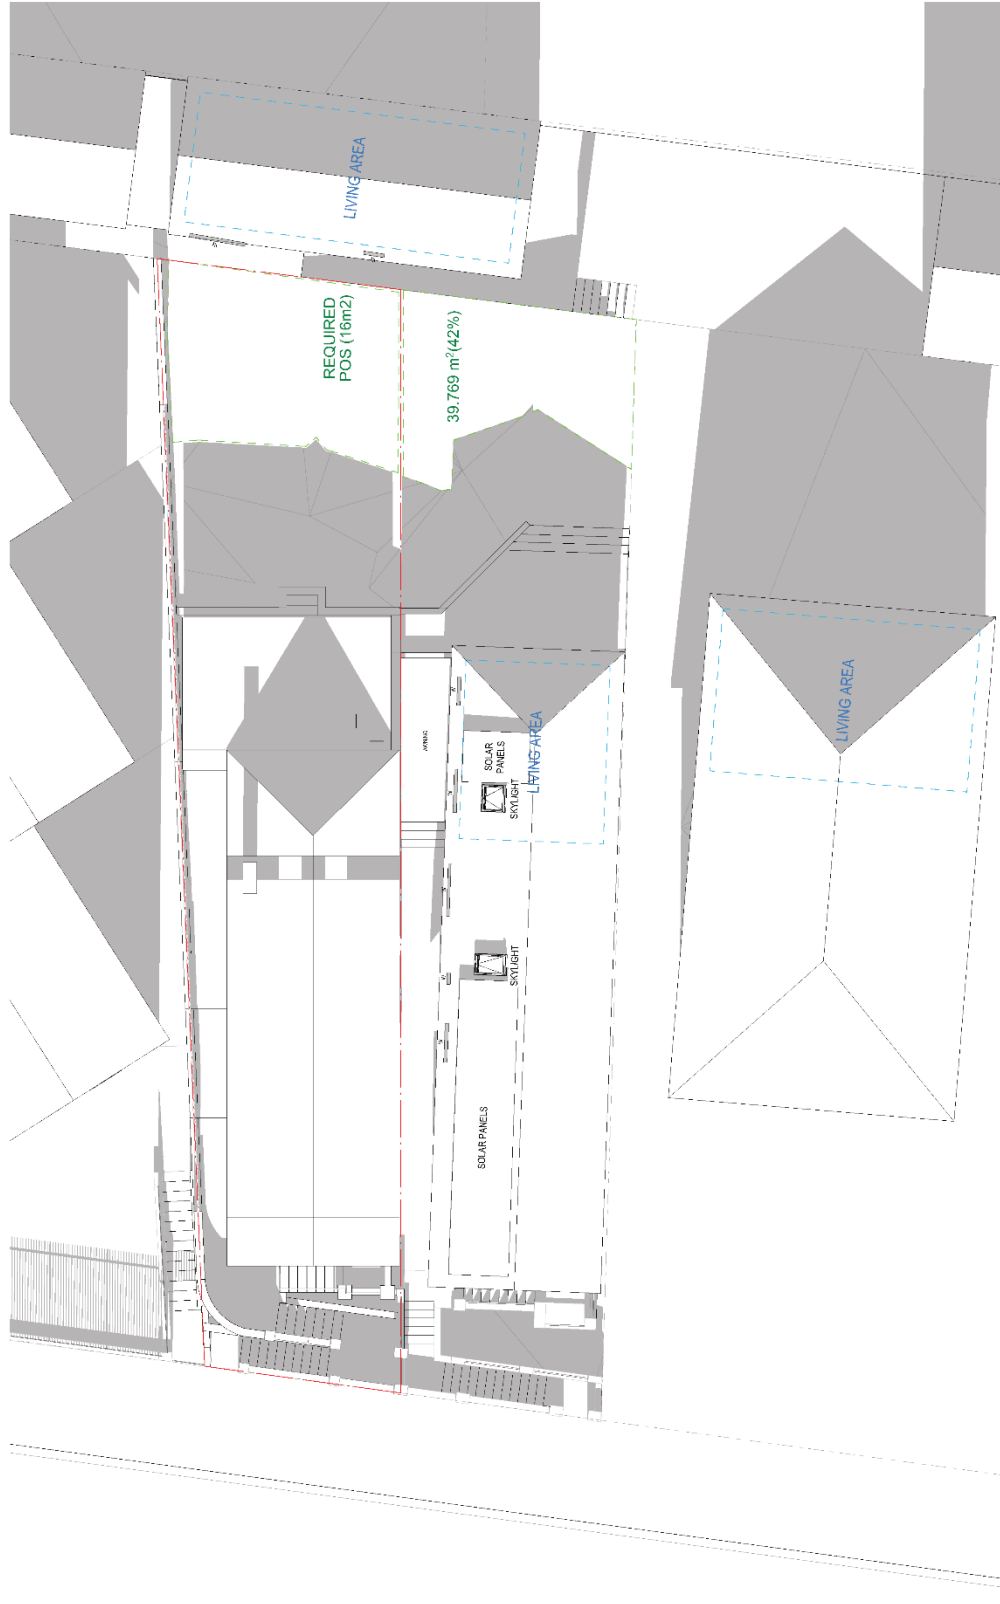 LIVING AREA
REQUIRED
POS (16m2)
39.769 m²(42%)
LIVING AREA
AWNING
SOLAR
PANELS
LIVING AREA
SKYLIGHT
SKYLIGHT
SOLAR PANELS